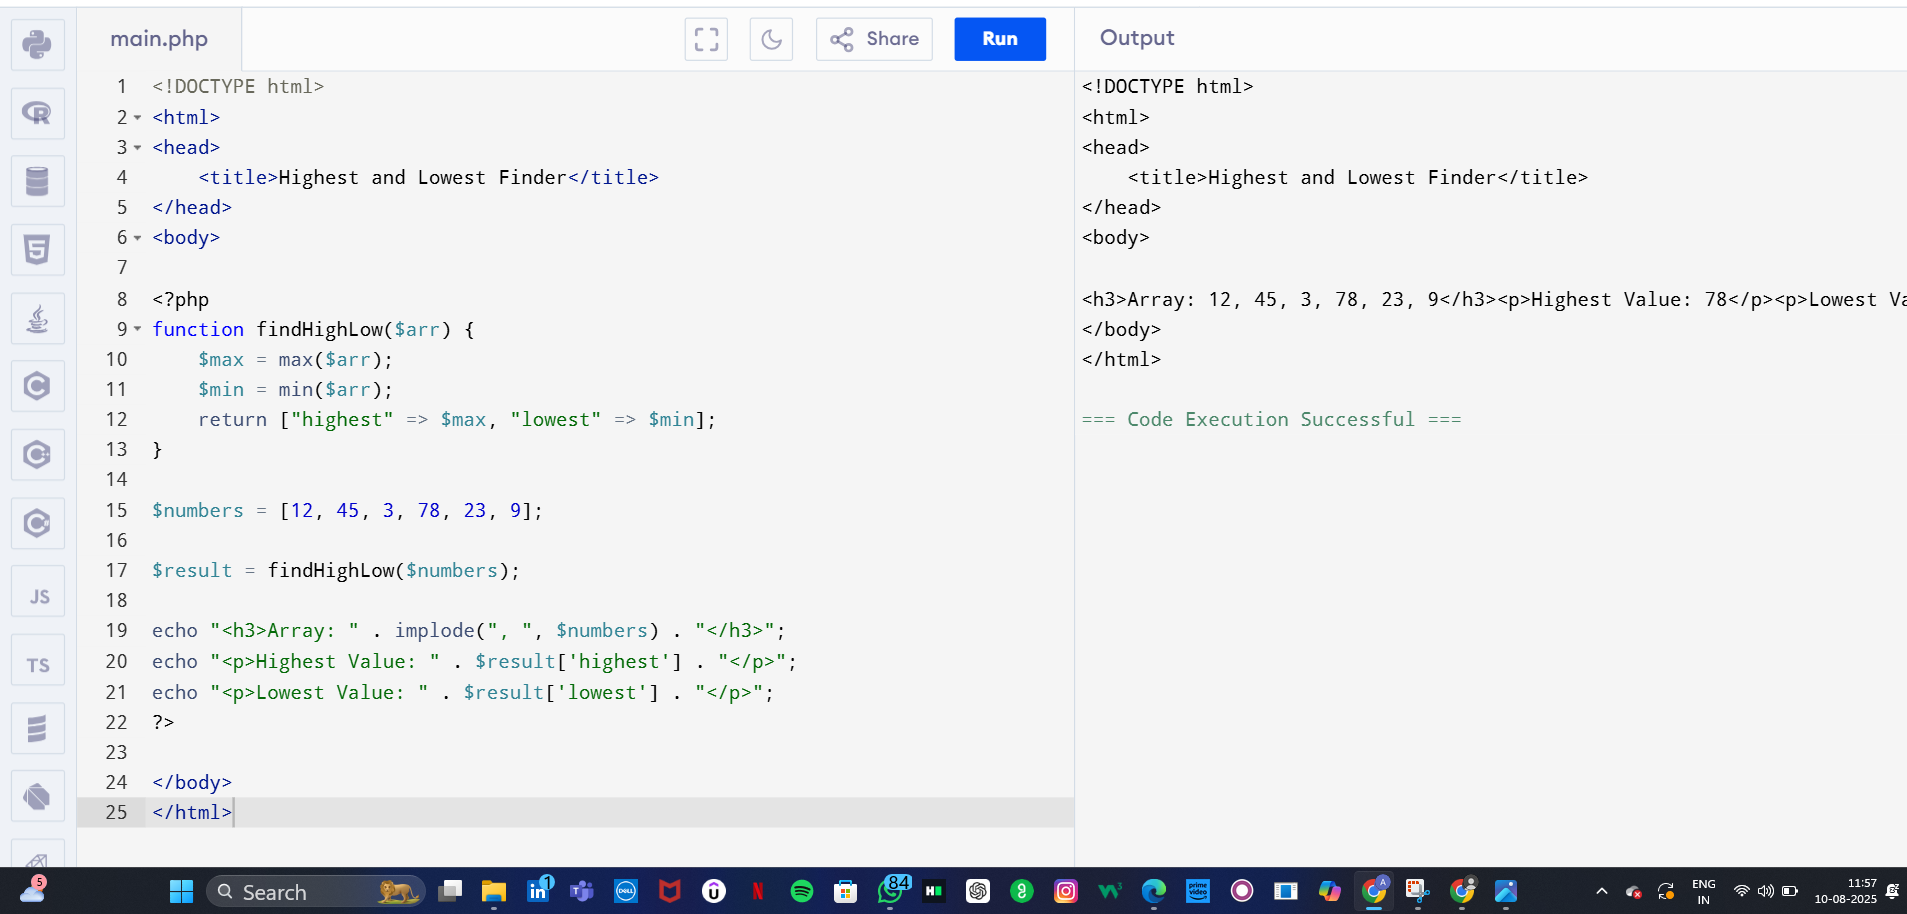 main.php
Share
Run
Output
1 <!DOCTYPE html>
2 <html>
3 <head>
4     <title>Highest and Lowest Finder</title>
5 </head>
6 <body>
7
8 <?php
9 function findHighLow($arr) {
10     $max = max($arr);
11     $min = min($arr);
12     return ["highest" => $max, "lowest" => $min];
13 }
14
15 $numbers = [12, 45, 3, 78, 23, 9];
16
17 $result = findHighLow($numbers);
18
19 echo "<h3>Array: " . implode(", ", $numbers) . "</h3>";
20 echo "<p>Highest Value: " . $result['highest'] . "</p>";
21 echo "<p>Lowest Value: " . $result['lowest'] . "</p>";
22 ?>
23
24 </body>
25 </html>
<!DOCTYPE html>
<html>
<head>
    <title>Highest and Lowest Finder</title>
</head>
<body>
<h3>Array: 12, 45, 3, 78, 23, 9</h3><p>Highest Value: 78</p><p>Lowest Va
</body>
</html>
=== Code Execution Successful ===
JS
TS
5
Search
1
84
ENG
IN
11:57
10-08-2025